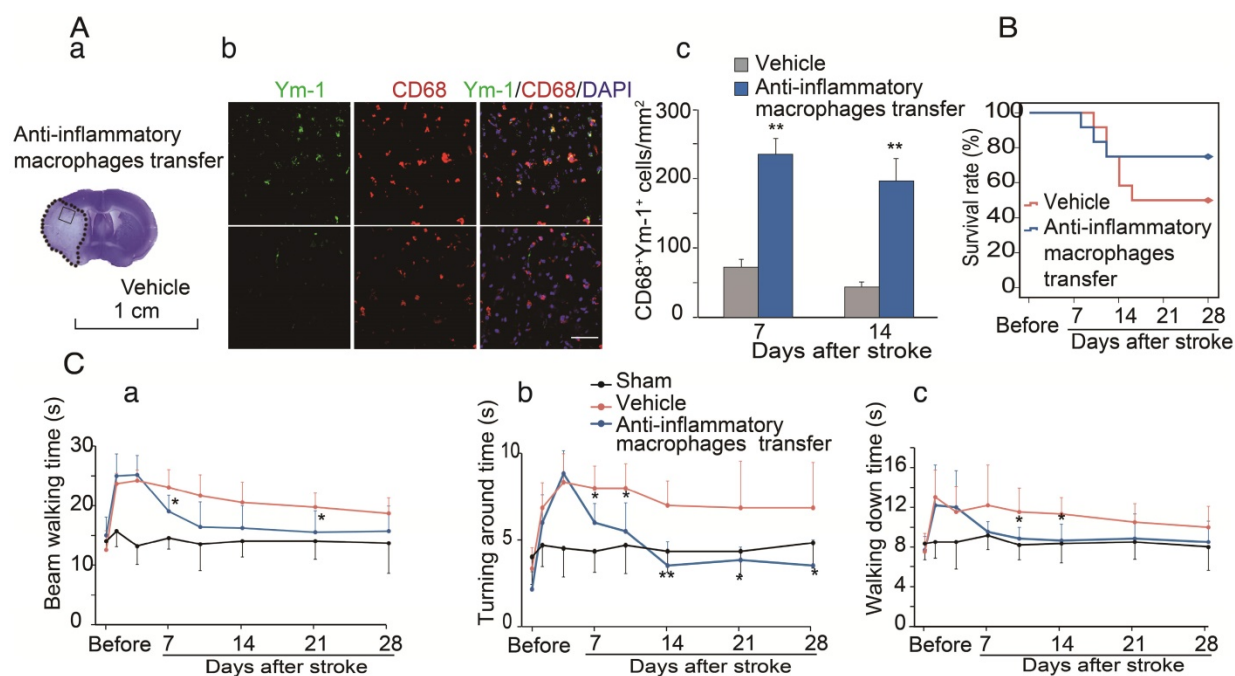 A
a
Anti-inflammatory
macrophages transfer
Vehicle
1 cm
b
Ym-1 CD68 Ym-1/CD68/DAPI
c
Vehicle
Anti-inflammatory
macrophages transfer
CD68⁺Ym-1⁺ cells/mm²
300
200
100
0
**
**
7 14
Days after stroke
B
Survival rate (%)
100
80
60
40
20
0
Vehicle
Anti-inflammatory
macrophages
transfer
Before 7 14 21 28
Days after stroke
C
a
Beam walking time (s)
30
20
10
0
*
*
Before 7 14 21 28
Days after stroke
b
Sham
Vehicle
Anti-inflammatory
macrophages transfer
Turning around time (s)
10
5
0
* *
** * *
Before 7 14 21 28
Days after stroke
c
Walking down time (s)
16
12
8
4
0
* *
Before 7 14 21 28
Days after stroke